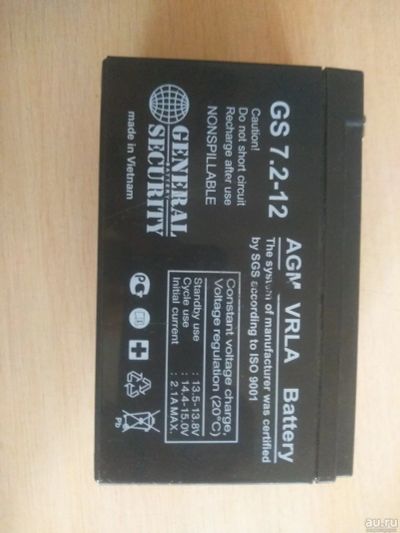 GS 7.2-12
AGM VRLA Battery
Caution!
Do not short circuit
Recharge after use
NONSPILLABLE
The system of manufacturer was certified
by SGS according to ISO 9001
GENERAL
SECURITY
made in Vietnam
Constant voltage charge,
Voltage regulation (20°C)
Standby use : 13.5-13.8V
Cycle use : 14.4-15.0V
Initial current : 2.1A MAX.
Pb
au.ru